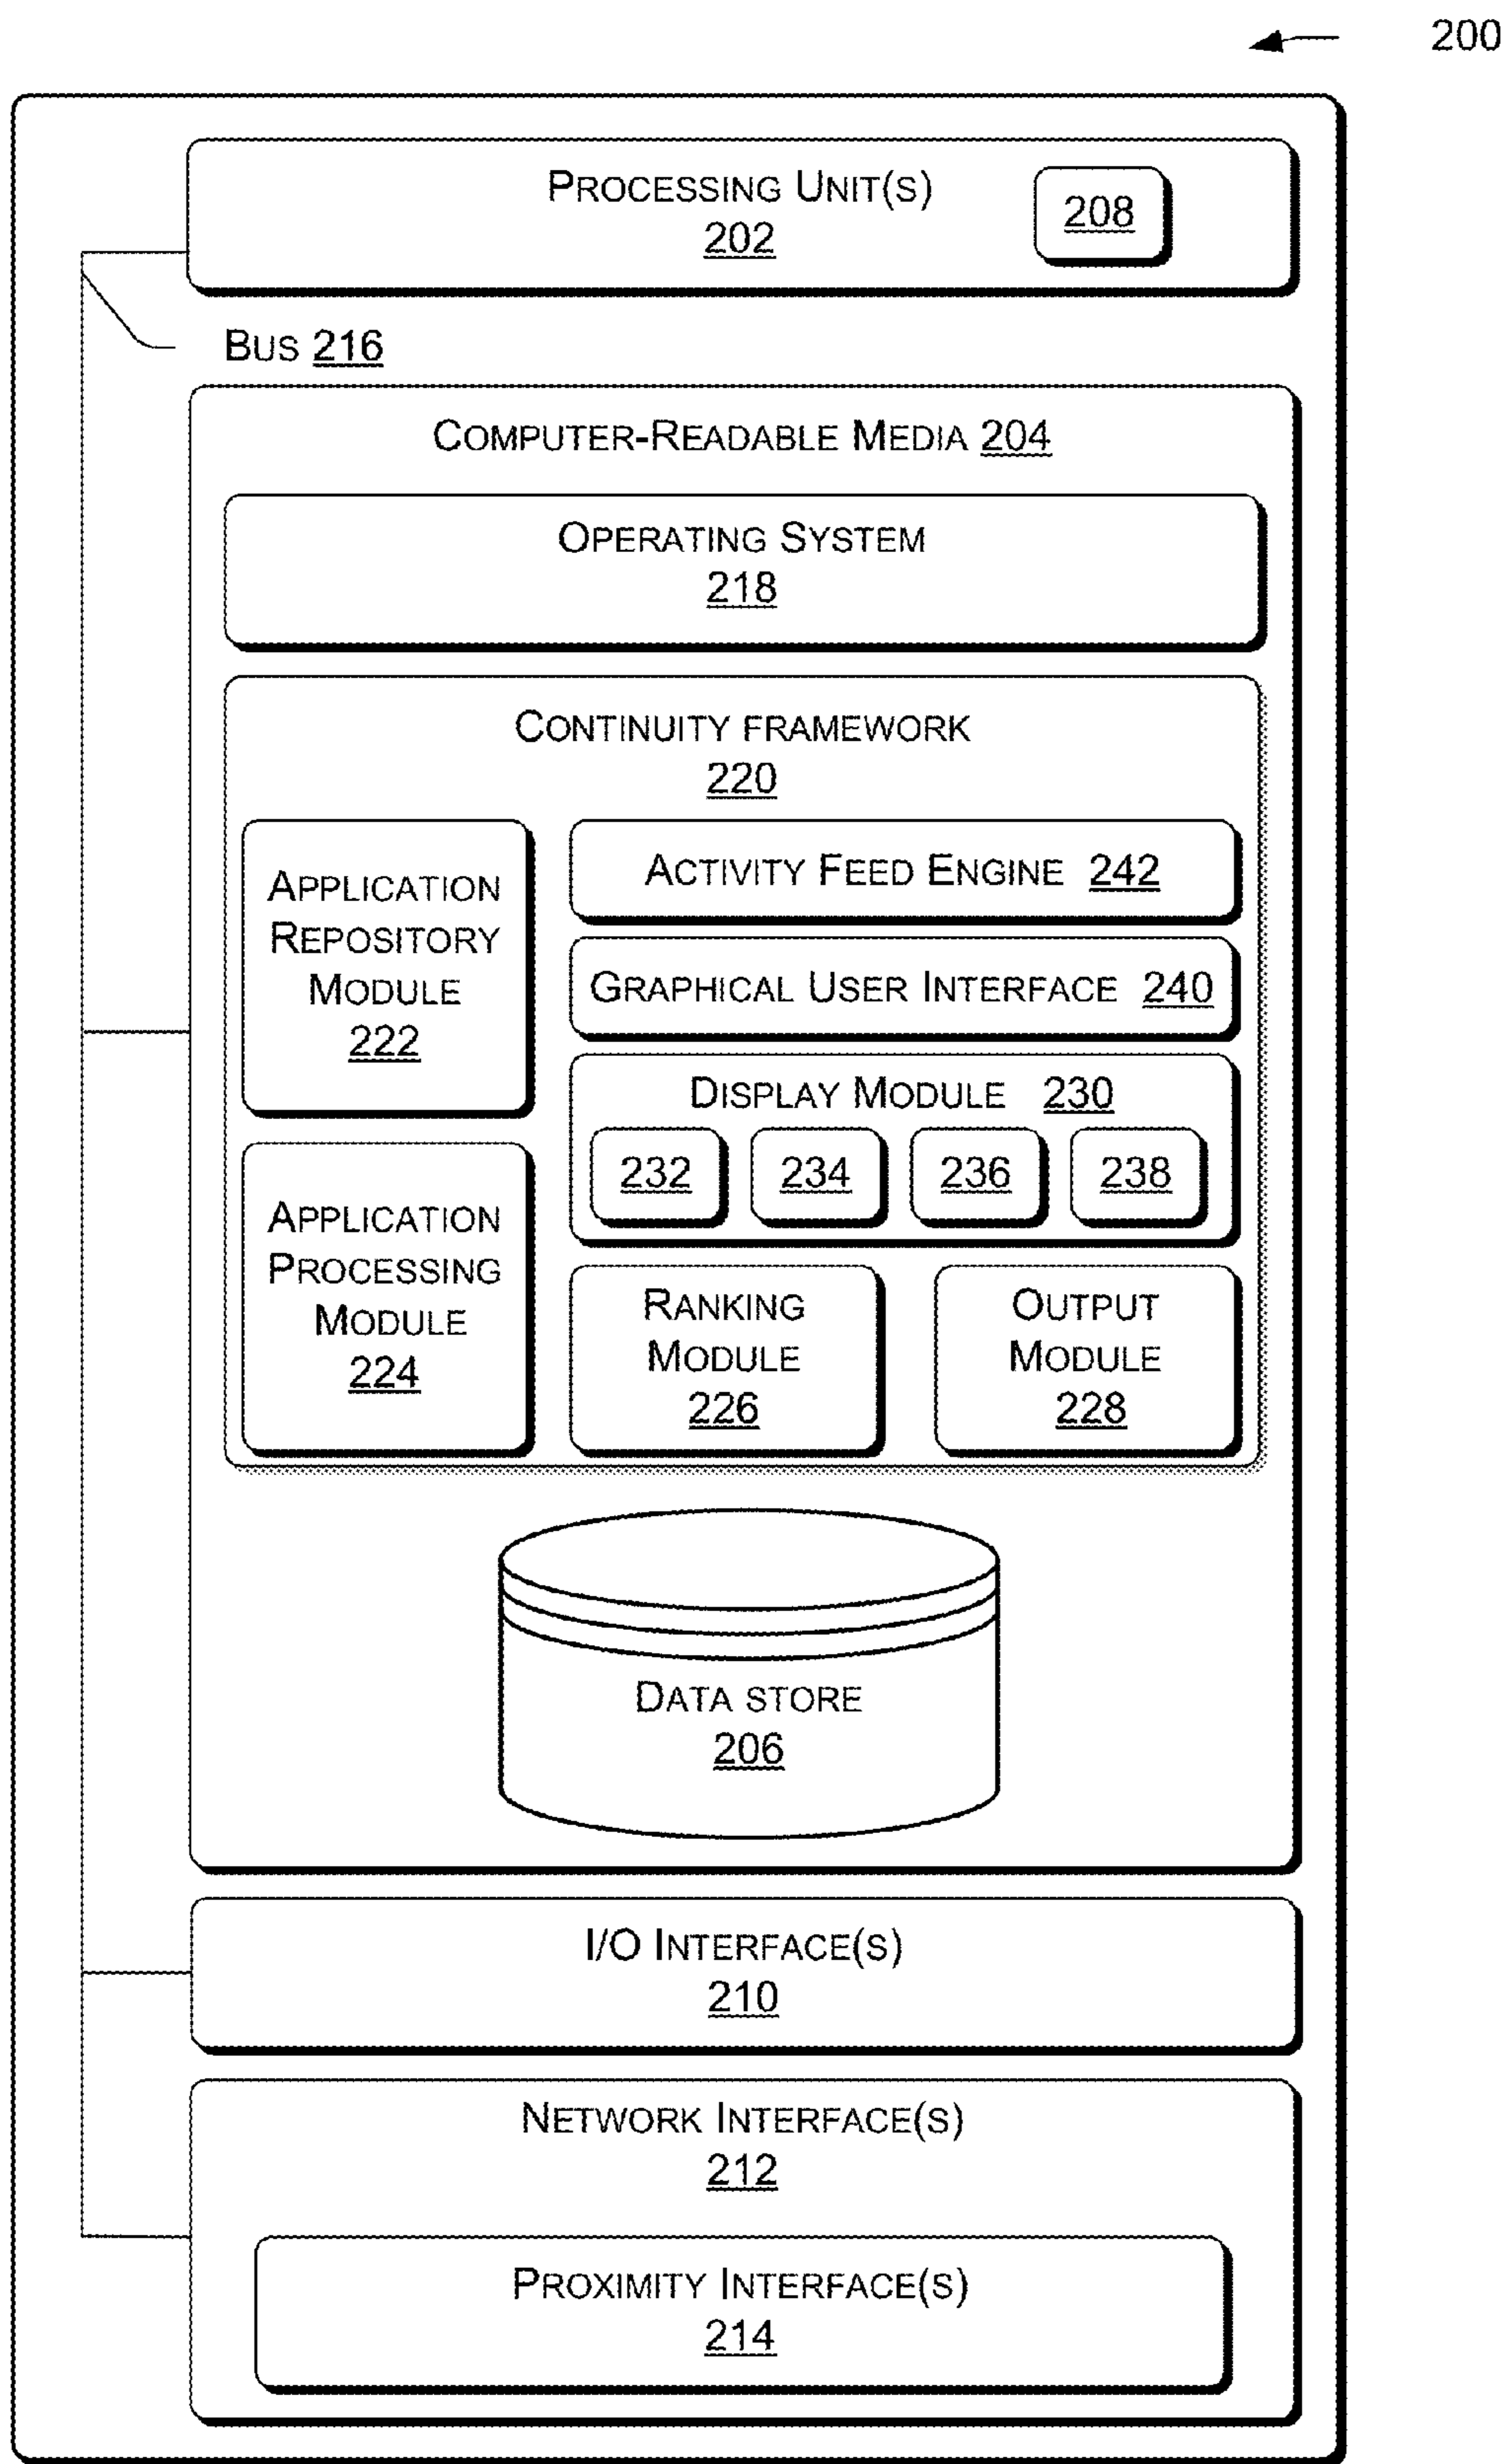 200
PROCESSING UNIT(S)
202
208
BUS 216
COMPUTER-READABLE MEDIA 204
OPERATING SYSTEM
218
CONTINUITY FRAMEWORK
220
APPLICATION
REPOSITORY
MODULE
222
ACTIVITY FEED ENGINE 242
GRAPHICAL USER INTERFACE 240
DISPLAY MODULE 230
232 234 236 238
APPLICATION
PROCESSING
MODULE
224
RANKING
MODULE
226
OUTPUT
MODULE
228
DATA STORE
206
I/O INTERFACE(S)
210
NETWORK INTERFACE(S)
212
PROXIMITY INTERFACE(S)
214